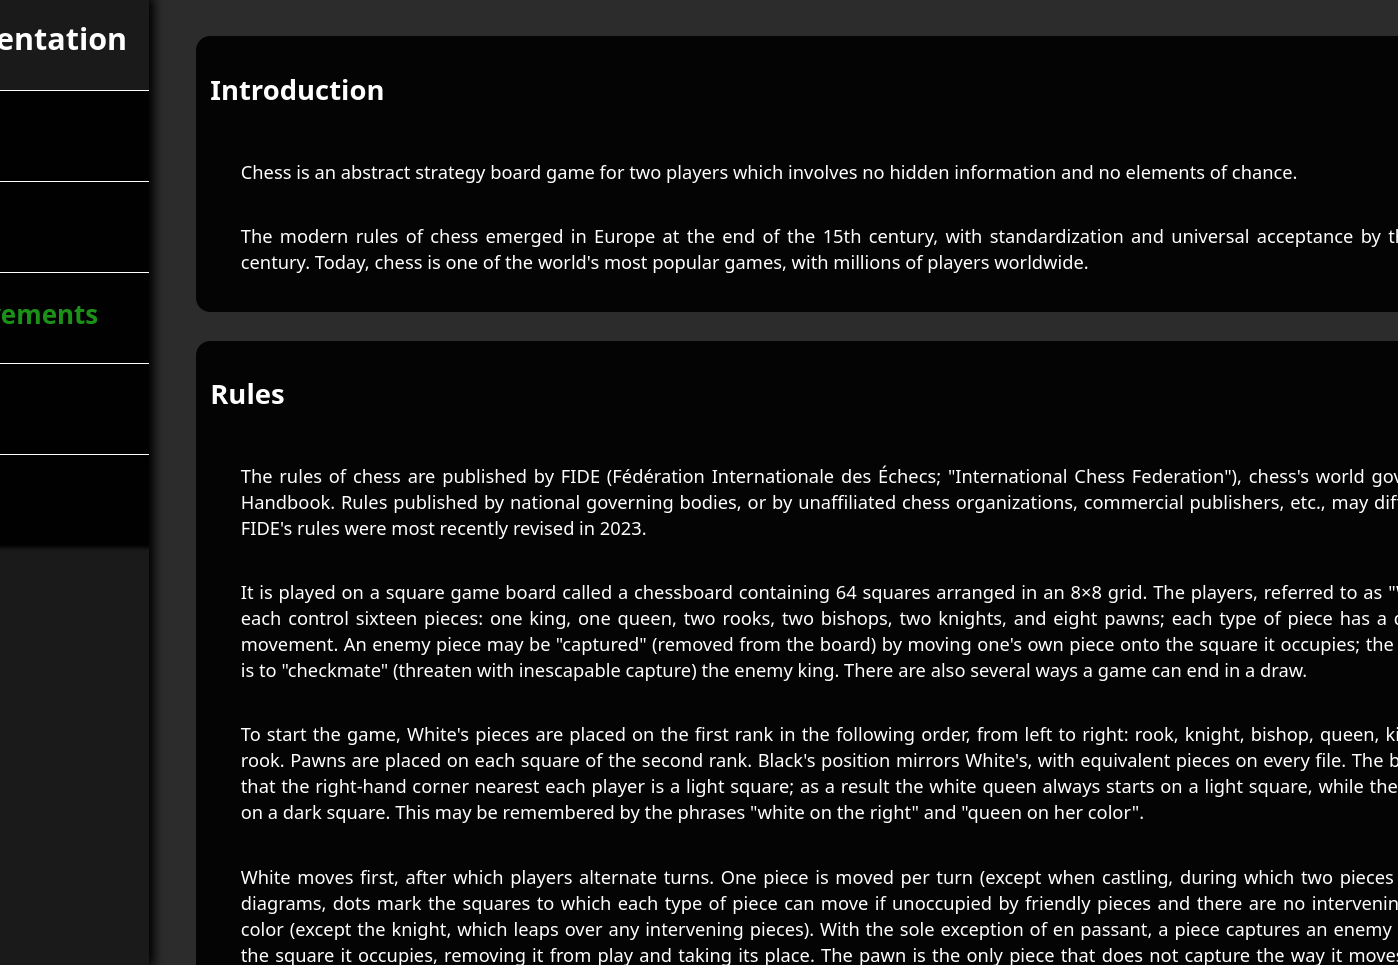 entation
ements
Introduction
Chess is an abstract strategy board game for two players which involves no hidden information and no elements of chance.
The modern rules of chess emerged in Europe at the end of the 15th century, with standardization and universal acceptance by
century. Today, chess is one of the world's most popular games, with millions of players worldwide.
Rules
The rules of chess are published by FIDE (Fédération Internationale des Échecs; "International Chess Federation"), chess's world gov
Handbook. Rules published by national governing bodies, or by unaffiliated chess organizations, commercial publishers, etc., may dif
FIDE's rules were most recently revised in 2023.
It is played on a square game board called a chessboard containing 64 squares arranged in an 8×8 grid. The players, referred to as
each control sixteen pieces: one king, one queen, two rooks, two bishops, two knights, and eight pawns; each type of piece has a
movement. An enemy piece may be "captured" (removed from the board) by moving one's own piece onto the square it occupies; the
is to "checkmate" (threaten with inescapable capture) the enemy king. There are also several ways a game can end in a draw.
To start the game, White's pieces are placed on the first rank in the following order, from left to right: rook, knight, bishop, queen, ki
rook. Pawns are placed on each square of the second rank. Black's position mirrors White's, with equivalent pieces on every file. The b
that the right-hand corner nearest each player is a light square; as a result the white queen always starts on a light square, while the
on a dark square. This may be remembered by the phrases "white on the right" and "queen on her color".
White moves first, after which players alternate turns. One piece is moved per turn (except when castling, during which two pieces
diagrams, dots mark the squares to which each type of piece can move if unoccupied by friendly pieces and there are no intervenin
color (except the knight, which leaps over any intervening pieces). With the sole exception of en passant, a piece captures an enemy
the square it occupies, removing it from play and taking its place. The pawn is the only piece that does not capture the way it move